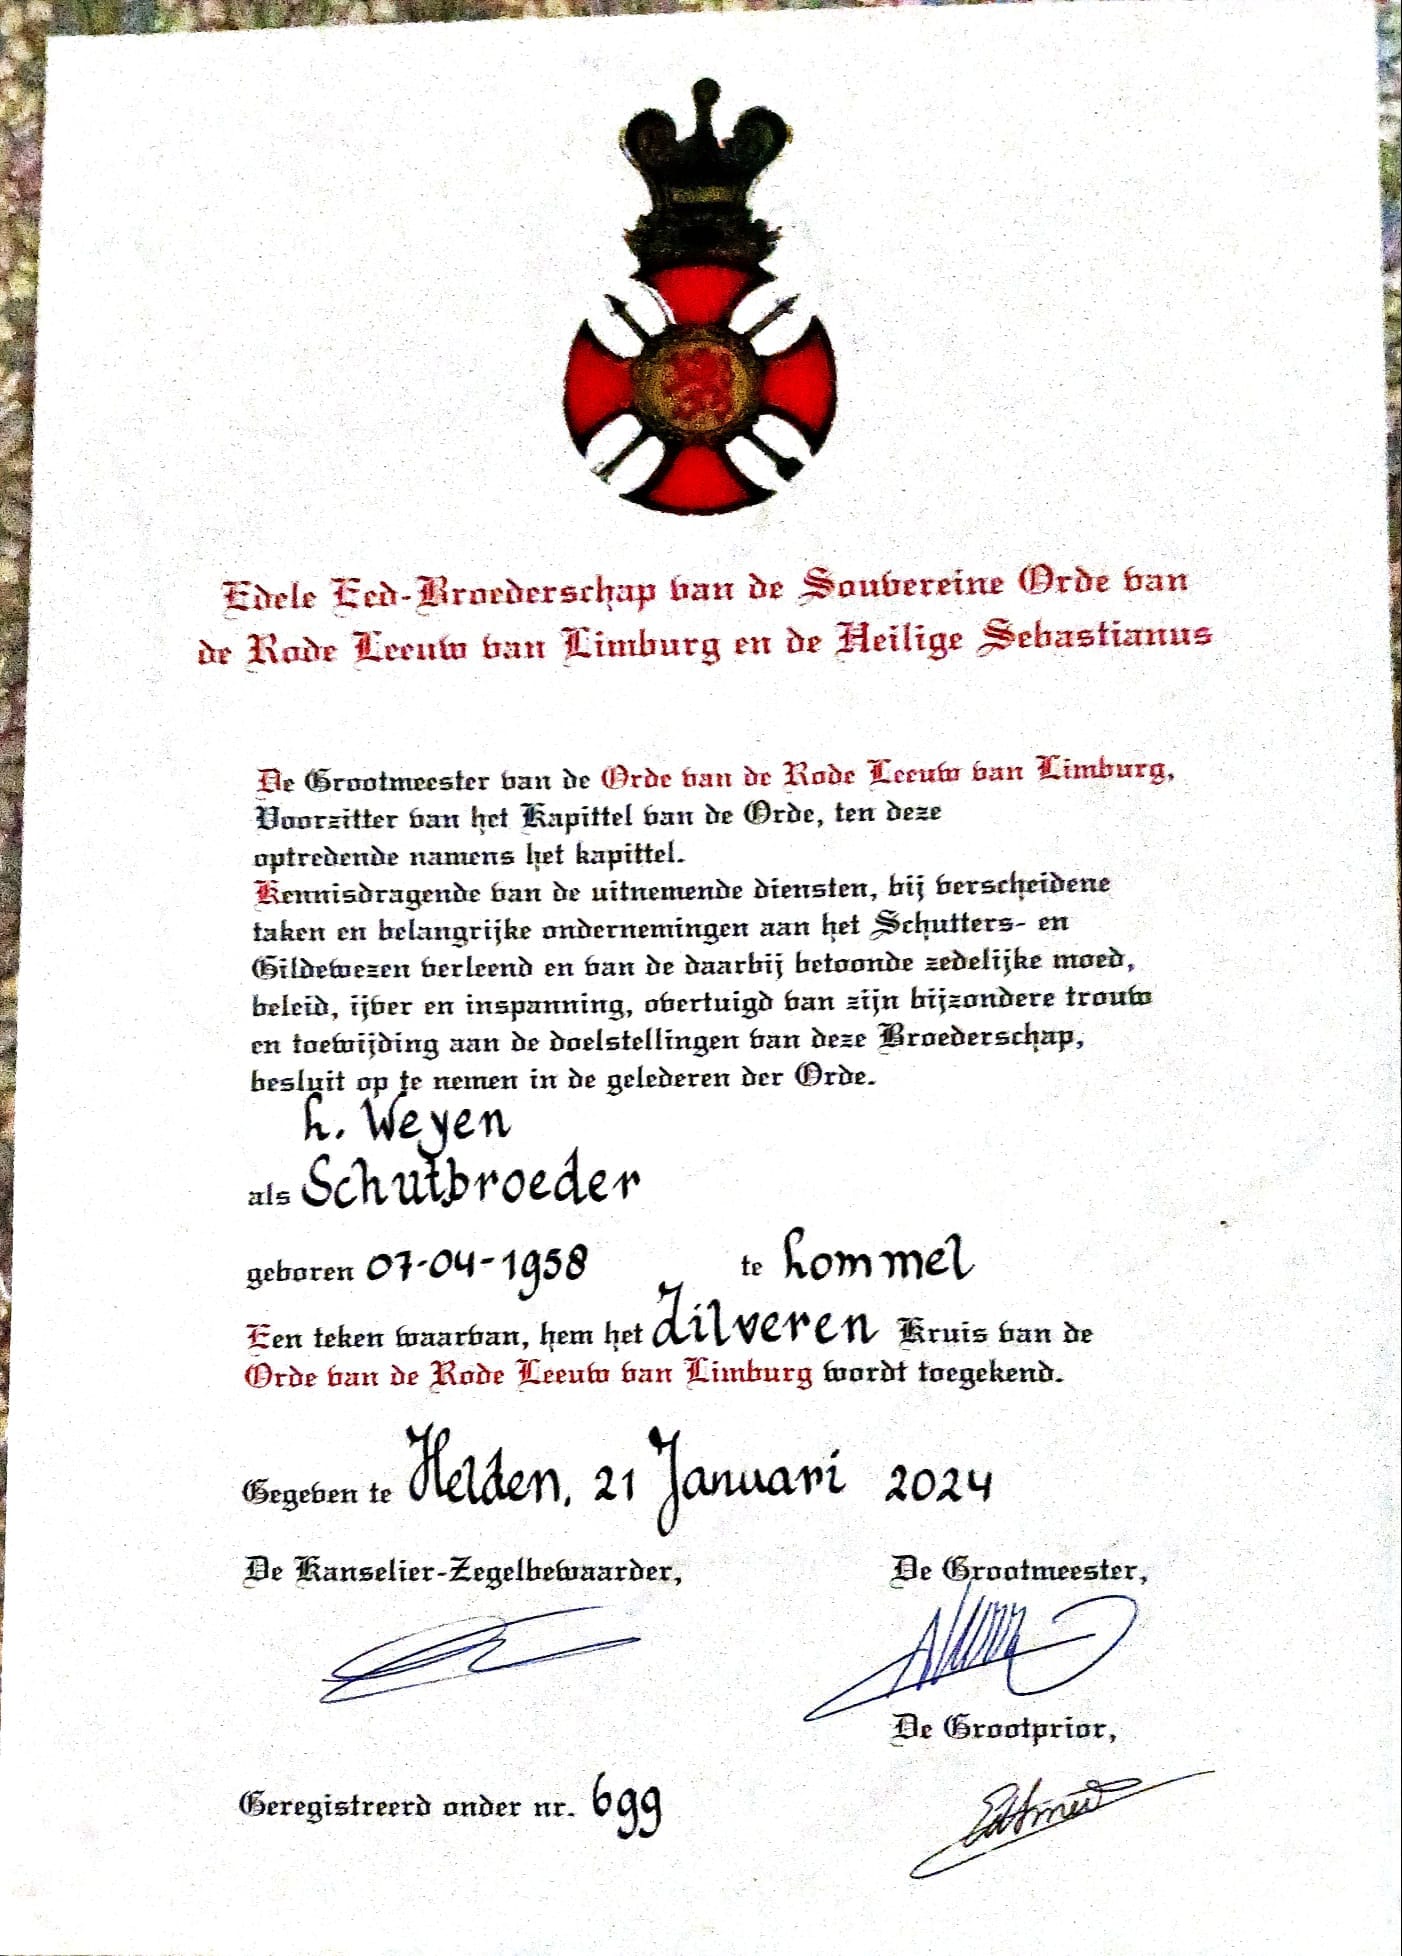 Edele Eed-Broederschap van de Souvereine Orde van
de Rode Leeuw van Limburg en de Heilige Sebastianus
De Grootmeester van de Orde van de Rode Leeuw van Limburg,
Voorzitter van het Kapittel van de Orde, ten deze
optredende namens het kapittel.
Kennisdragende van de uitnemende diensten, bij verscheidene
taken en belangrijke ondernemingen aan het Schutters- en
Gildewezen verleend en van de daarbij betoonde zedelijke moed,
beleid, ijver en inspanning, overtuigd van zijn bijzondere trouw
en toewijding aan de doelstellingen van deze Broederschap,
besluit op te nemen in de gelederen der Orde.
L. Weyen
als Schutbroeder
geboren 07-04-1958 te Lommel
Een teken waarvan, hem het Zilveren Kruis van de
Orde van de Rode Leeuw van Limburg wordt toegekend.
Gegeven te Helden, 21 Januari 2024
De Kanselier-Zegelbewaarder, De Grootmeester,
De Grootprior,
Geregistreerd onder nr. 699